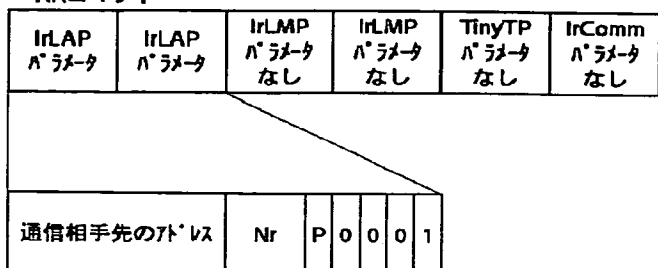 IrLAP パラメータ IrLAP パラメータ IrLMP パラメータ なし IrLMP パラメータ なし TinyTP パラメータ なし IrComm パラメータ なし
通信相手先のアドレス Nr P 0 0 0 1